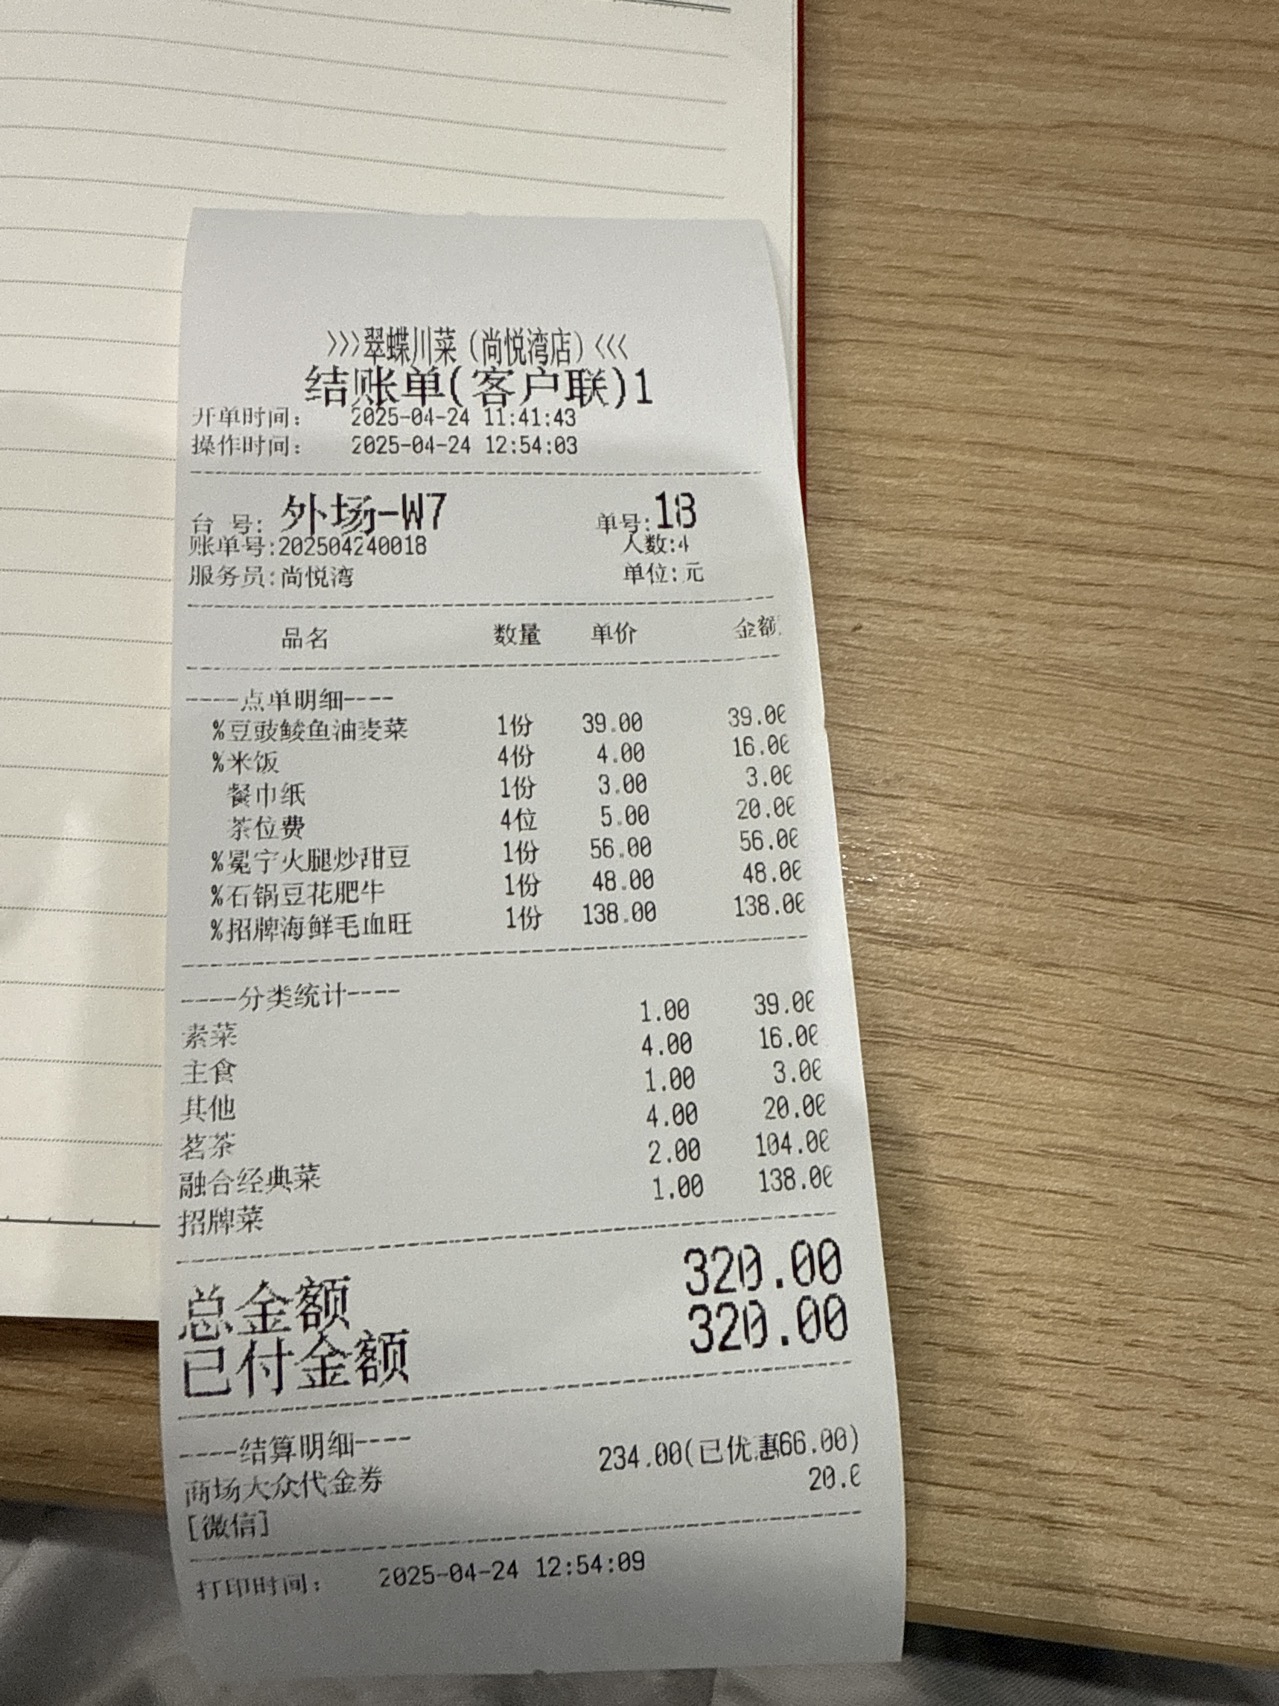 >>>翠蝶川菜(尚悦湾店)<<<
结账单(客户联)1
开单时间: 2025-04-24 11:41:43
操作时间: 2025-04-24 12:54:03
台 号: 外场-W7 单号:18
账单号:202504240018 人数:4
服务员:尚悦湾 单位:元
品名 数量 单价 金额
----点单明细----
%豆豉鲮鱼油麦菜 1份 39.00 39.00
%米饭 4份 4.00 16.00
餐巾纸 1份 3.00 3.00
茶位费 4位 5.00 20.00
%冕宁火腿炒甜豆 1份 56.00 56.00
%石锅豆花肥牛 1份 48.00 48.00
%招牌海鲜毛血旺 1份 138.00 138.00
----分类统计----
素菜 1.00 39.00
主食 4.00 16.00
其他 1.00 3.00
茗茶 4.00 20.00
融合经典菜 2.00 104.00
招牌菜 1.00 138.00
总金额 320.00
已付金额 320.00
----结算明细----
商场大众代金券 234.00(已优惠66.00)
[微信] 20.0
打印时间: 2025-04-24 12:54:09